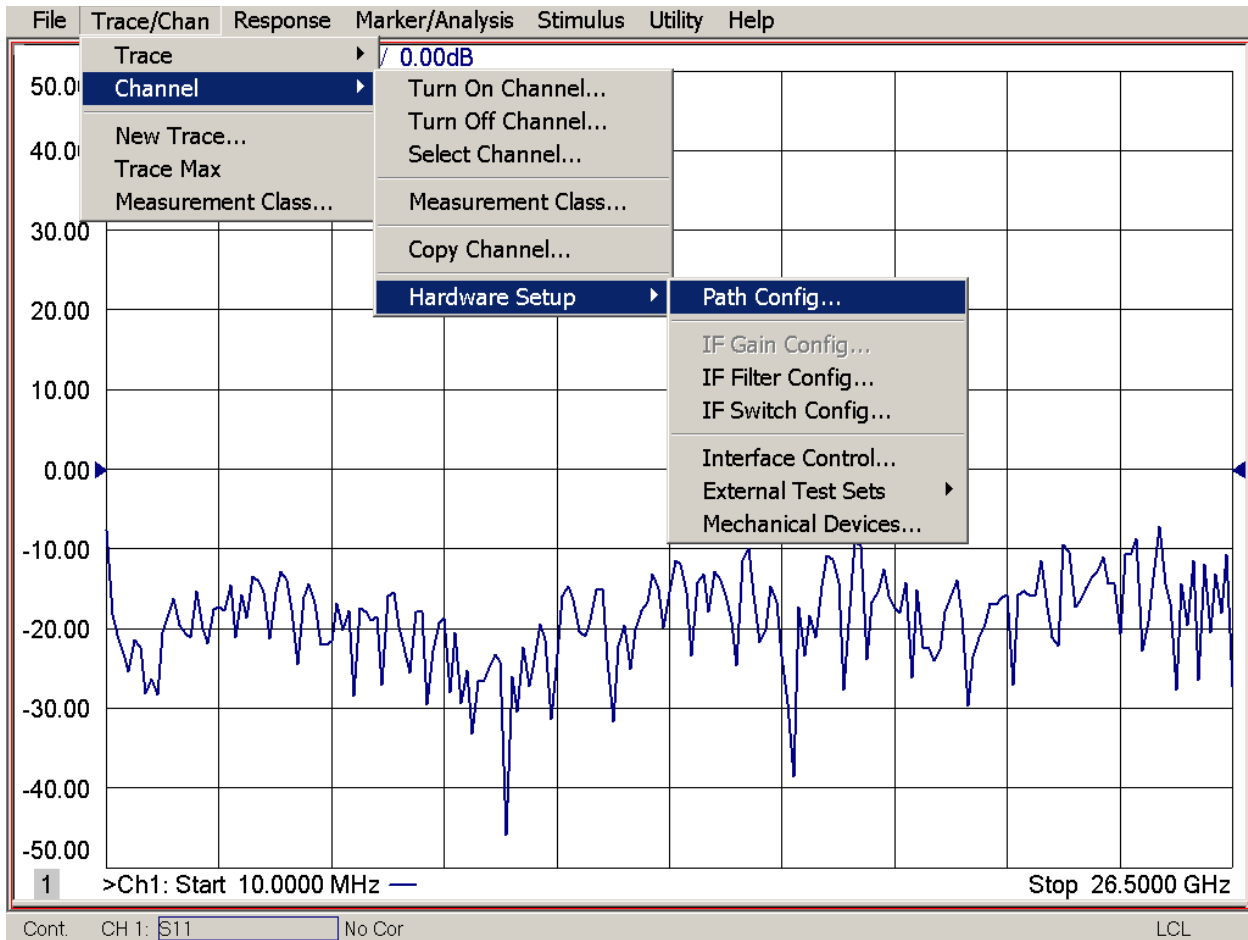 File Trace/Chan Response Marker/Analysis Stimulus Utility Help
Trace
Channel
New Trace...
Trace Max
Measurement Class...
/ 0.00dB
Turn On Channel...
Turn Off Channel...
Select Channel...
Measurement Class...
Copy Channel...
Hardware Setup
Path Config...
IF Gain Config...
IF Filter Config...
IF Switch Config...
Interface Control...
External Test Sets
Mechanical Devices...
50.0
40.0
30.00
20.00
10.00
0.00
-10.00
-20.00
-30.00
-40.00
-50.00
1 >Ch1: Start 10.0000 MHz — Stop 26.5000 GHz
Cont. CH 1: S11 No Cor LCL